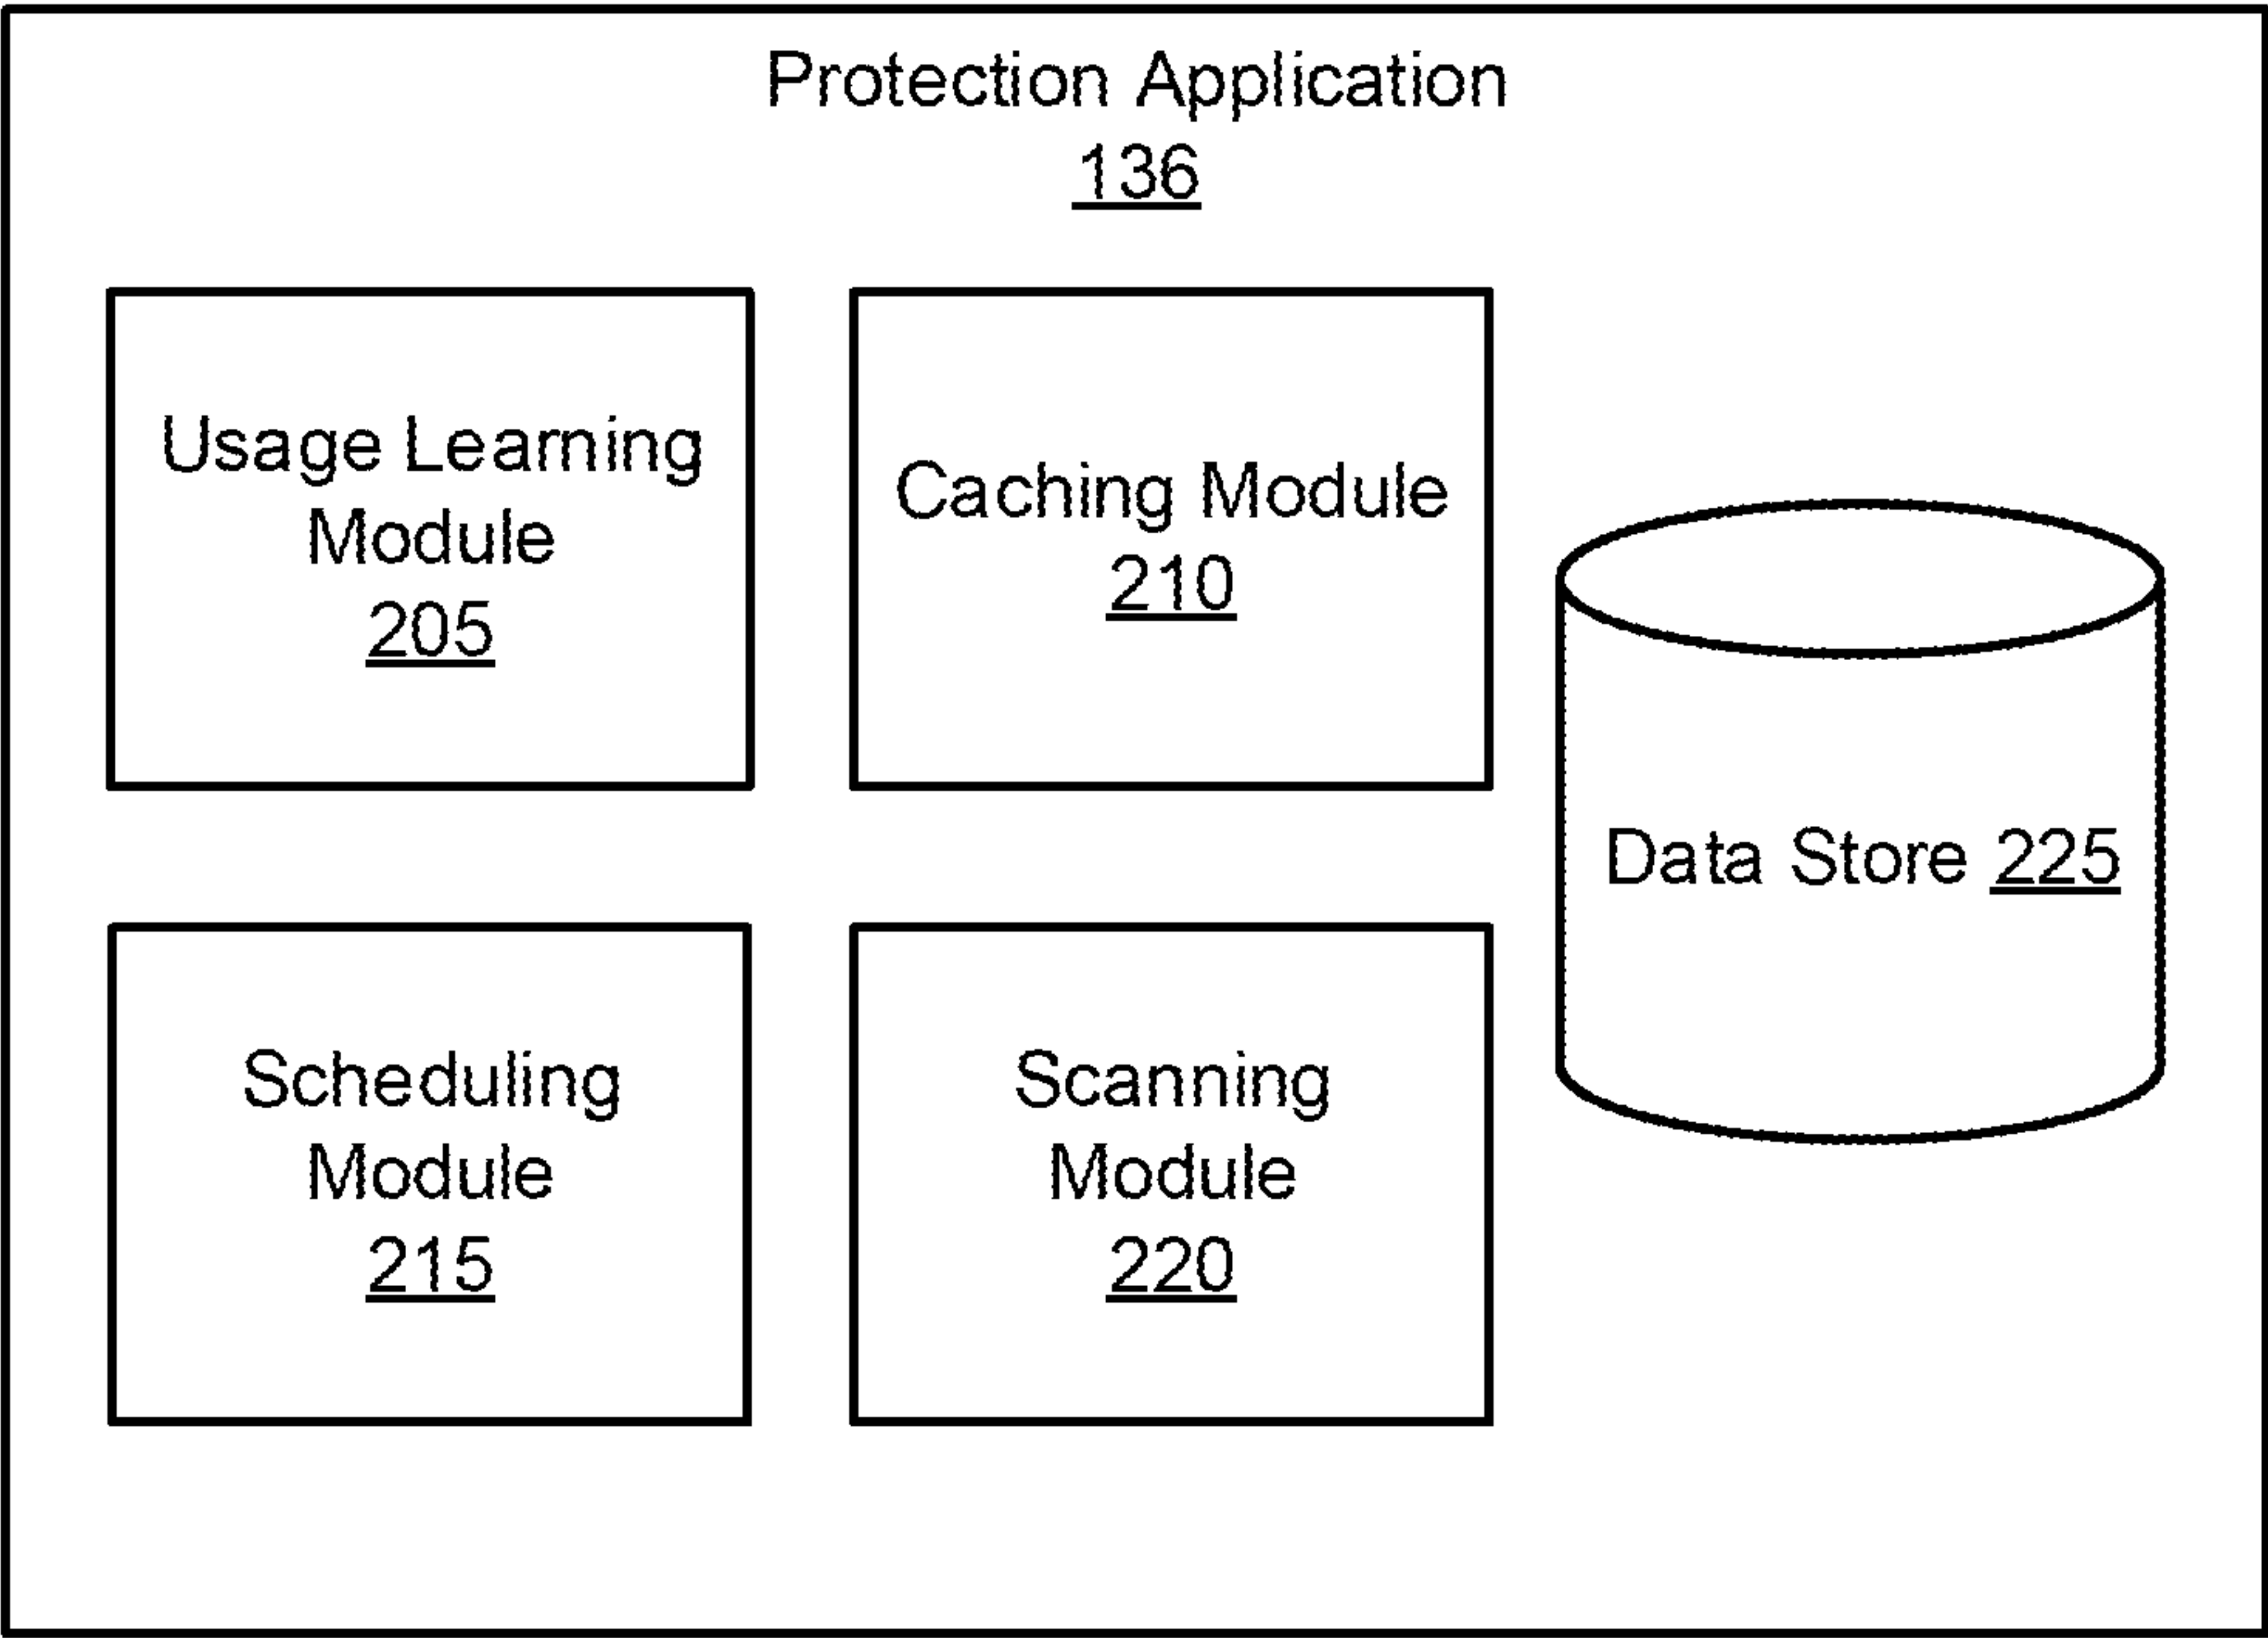 Protection Application
136
Usage Learning
Module
205
Caching Module
210
Data Store 225
Scheduling
Module
215
Scanning
Module
220